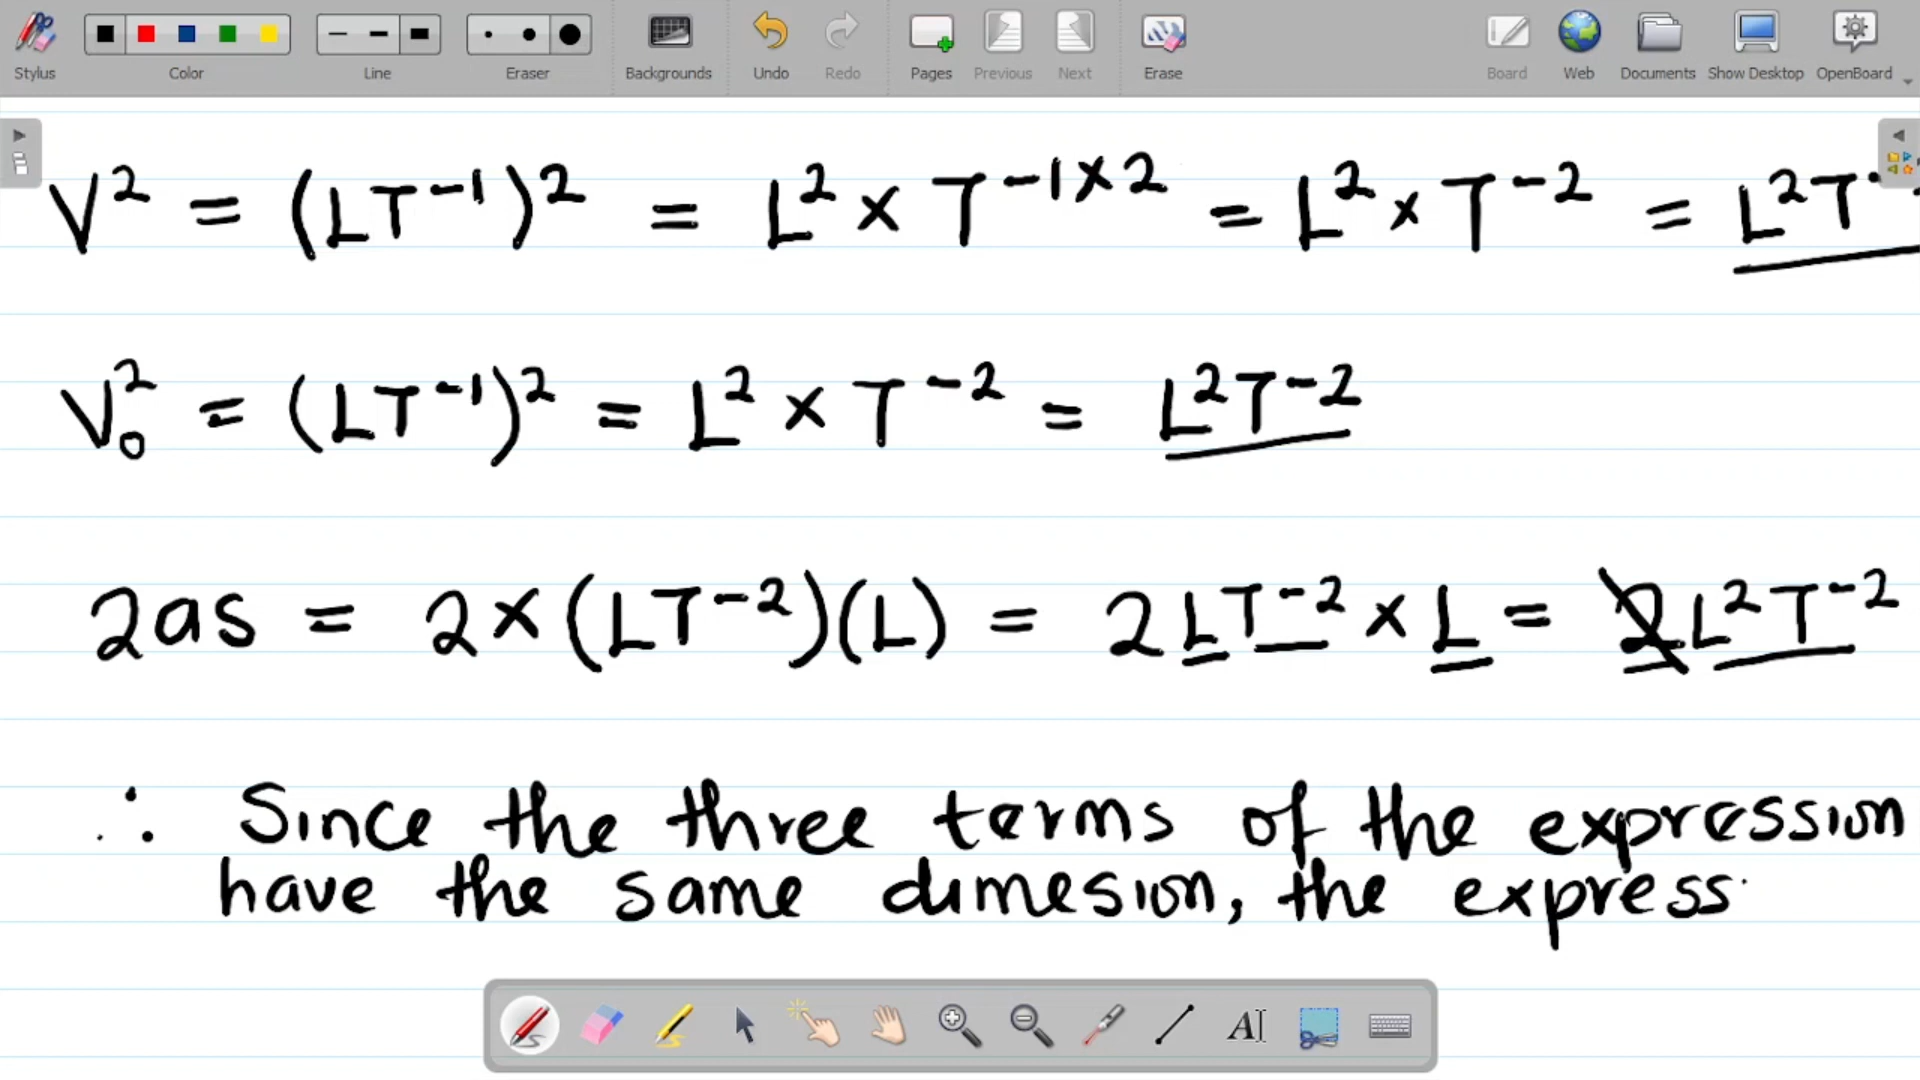 Stylus Color Line Eraser Backgrounds Undo Redo Pages Previous Next Erase Board Web Documents Show Desktop OpenBoard
V² = (LT⁻¹)² = L² × T⁻¹ˣ² = L² × T⁻² = L²T⁻
V₀² = (LT⁻¹)² = L² × T⁻² = L²T⁻²
2as = 2×(LT⁻²)(L) = 2LT⁻² × L = 2L²T⁻²
∴ Since the three terms of the expression
have the same dimesion, the express